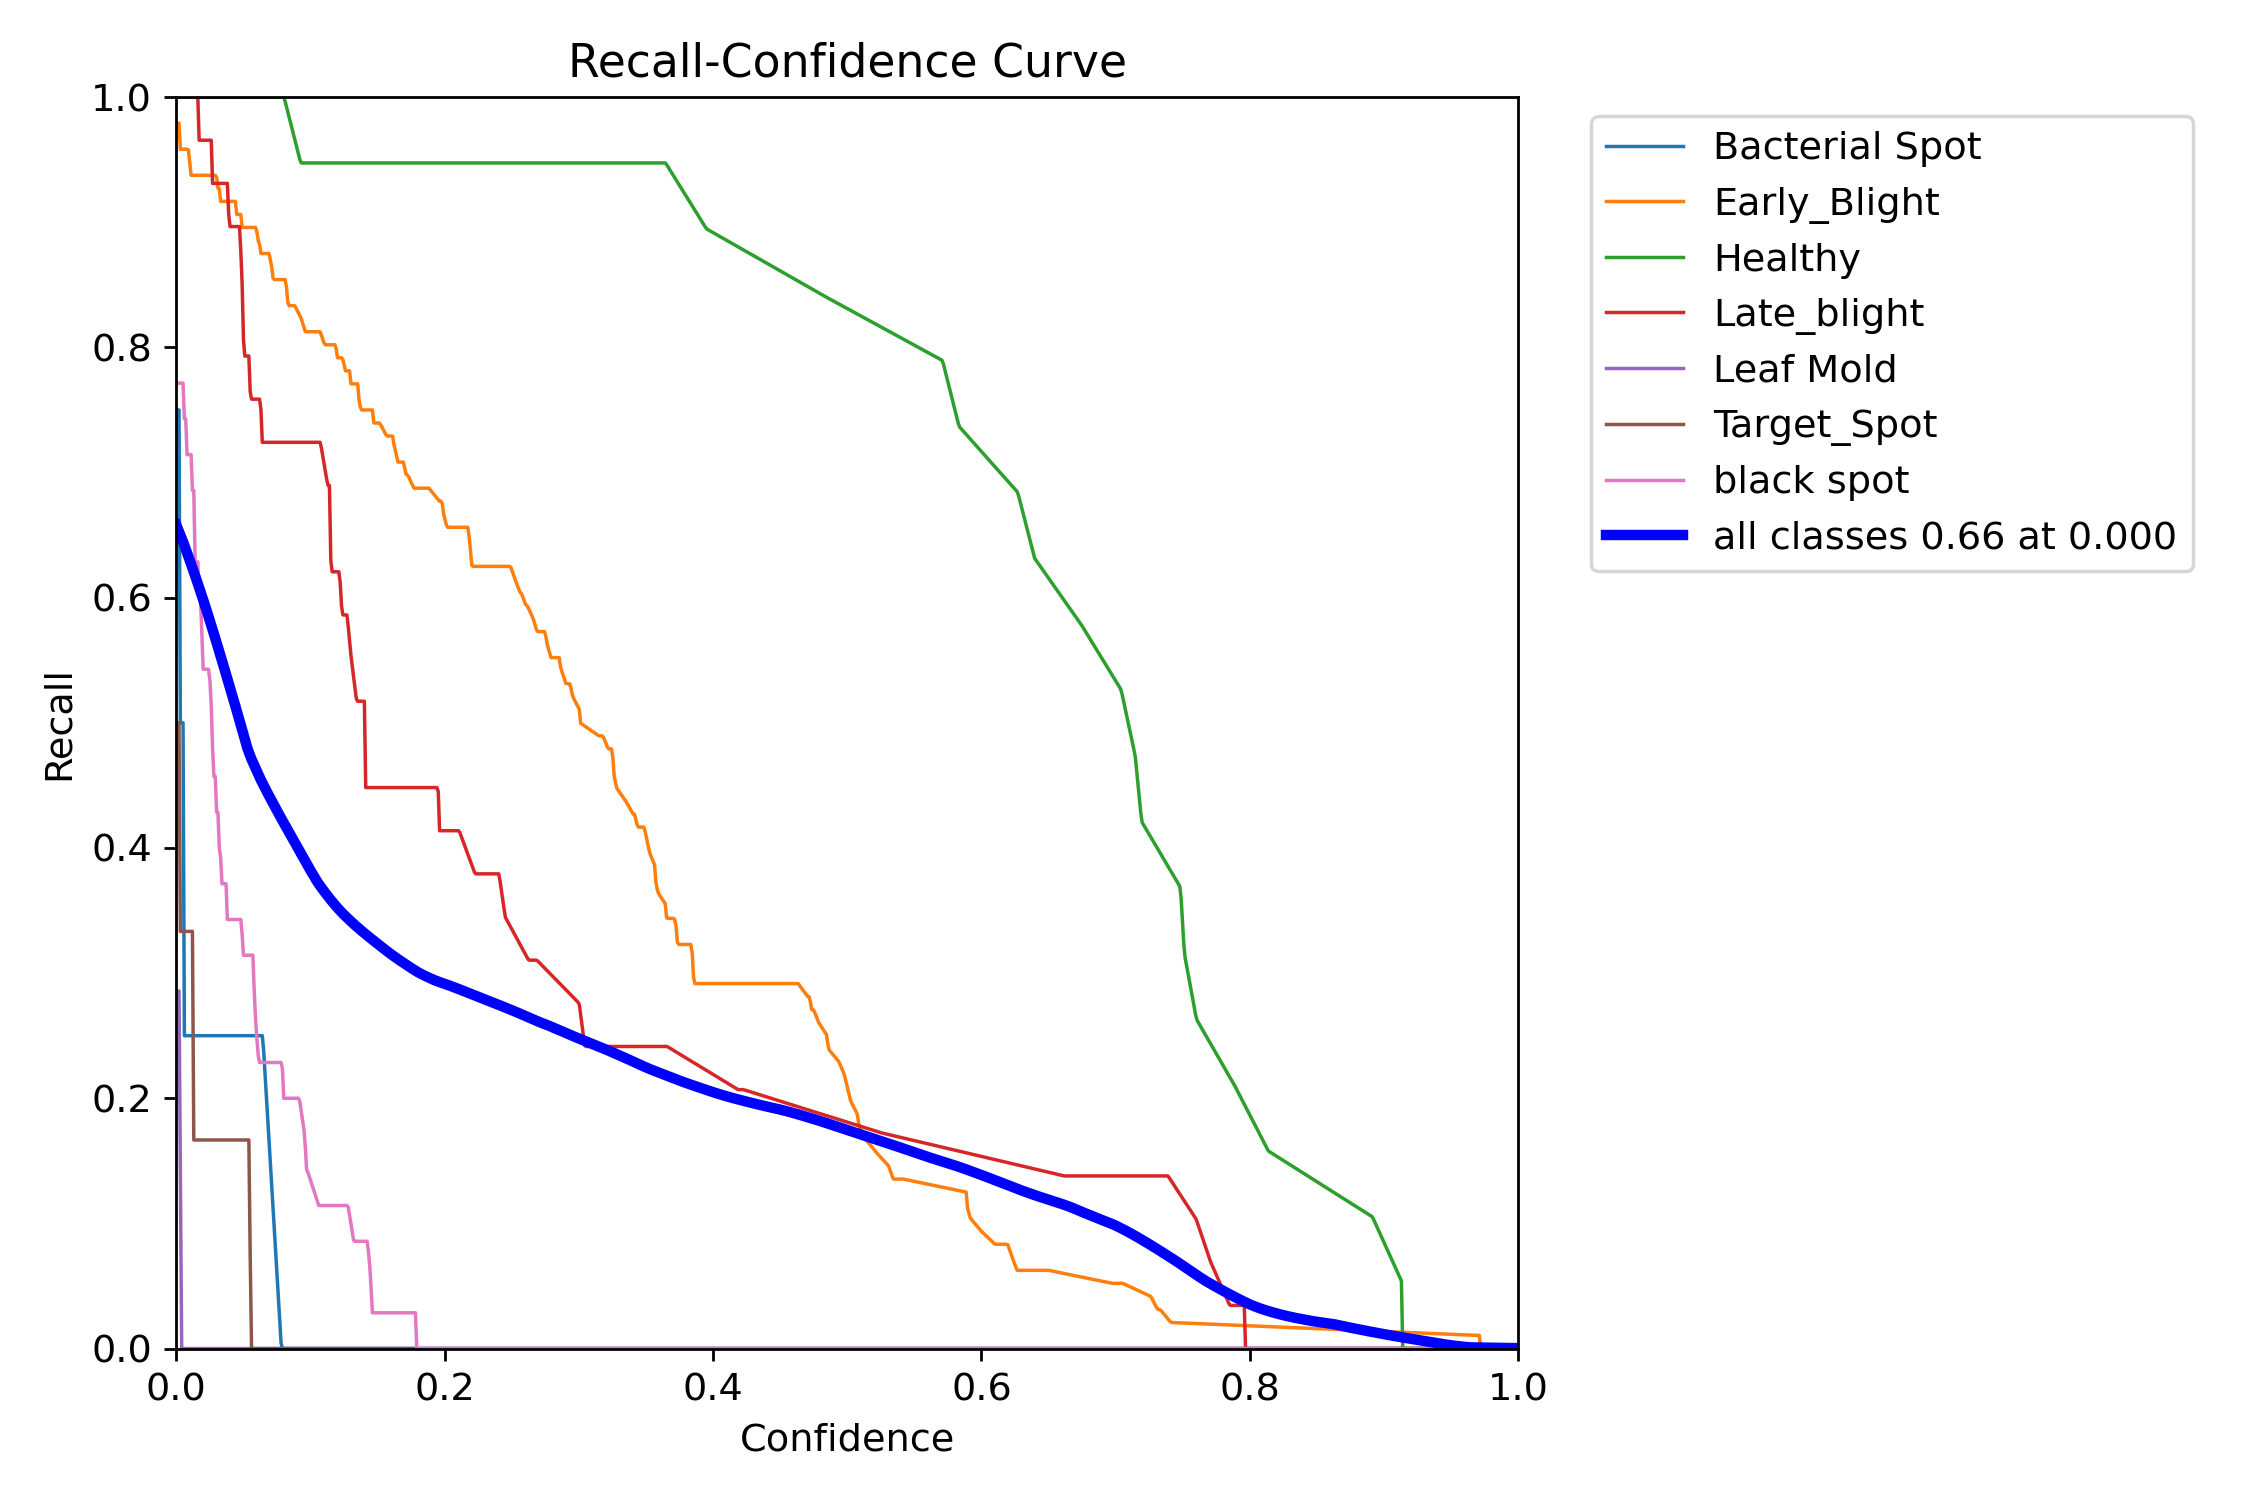 Recall-Confidence Curve
1.0
0.8
0.6
0.4
0.2
0.0
Recall
0.0 0.2 0.4 0.6 0.8 1.0
Confidence
Bacterial Spot
Early_Blight
Healthy
Late_blight
Leaf Mold
Target_Spot
black spot
all classes 0.66 at 0.000